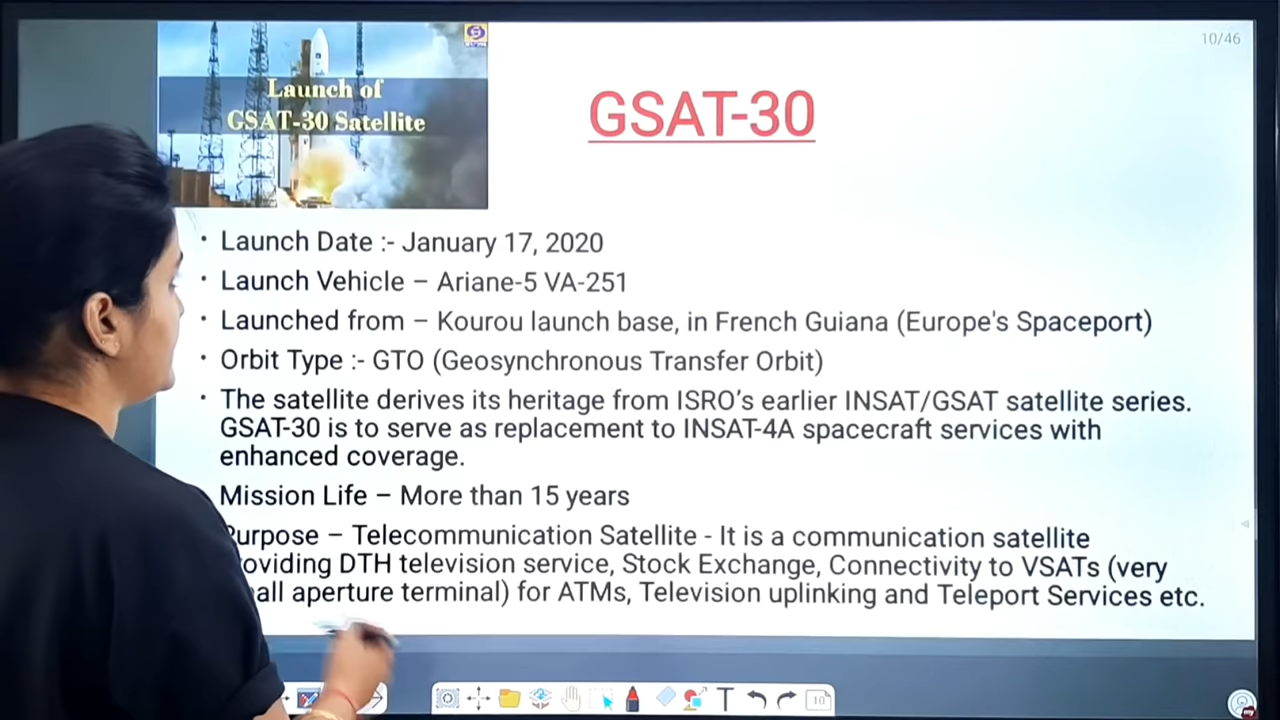 10/46
Launch of
GSAT-30 Satellite
GSAT-30
• Launch Date :- January 17, 2020
• Launch Vehicle – Ariane-5 VA-251
• Launched from – Kourou launch base, in French Guiana (Europe's Spaceport)
• Orbit Type :- GTO (Geosynchronous Transfer Orbit)
• The satellite derives its heritage from ISRO’s earlier INSAT/GSAT satellite series.
GSAT-30 is to serve as replacement to INSAT-4A spacecraft services with
enhanced coverage.
Mission Life – More than 15 years
Purpose – Telecommunication Satellite - It is a communication satellite
oviding DTH television service, Stock Exchange, Connectivity to VSATs (very
all aperture terminal) for ATMs, Television uplinking and Teleport Services etc.
T
10